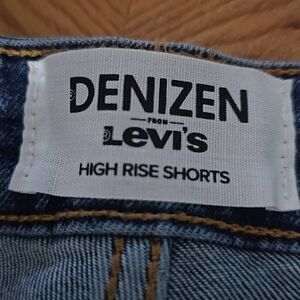 DENIZEN
FROM
Levi's
HIGH RISE SHORTS